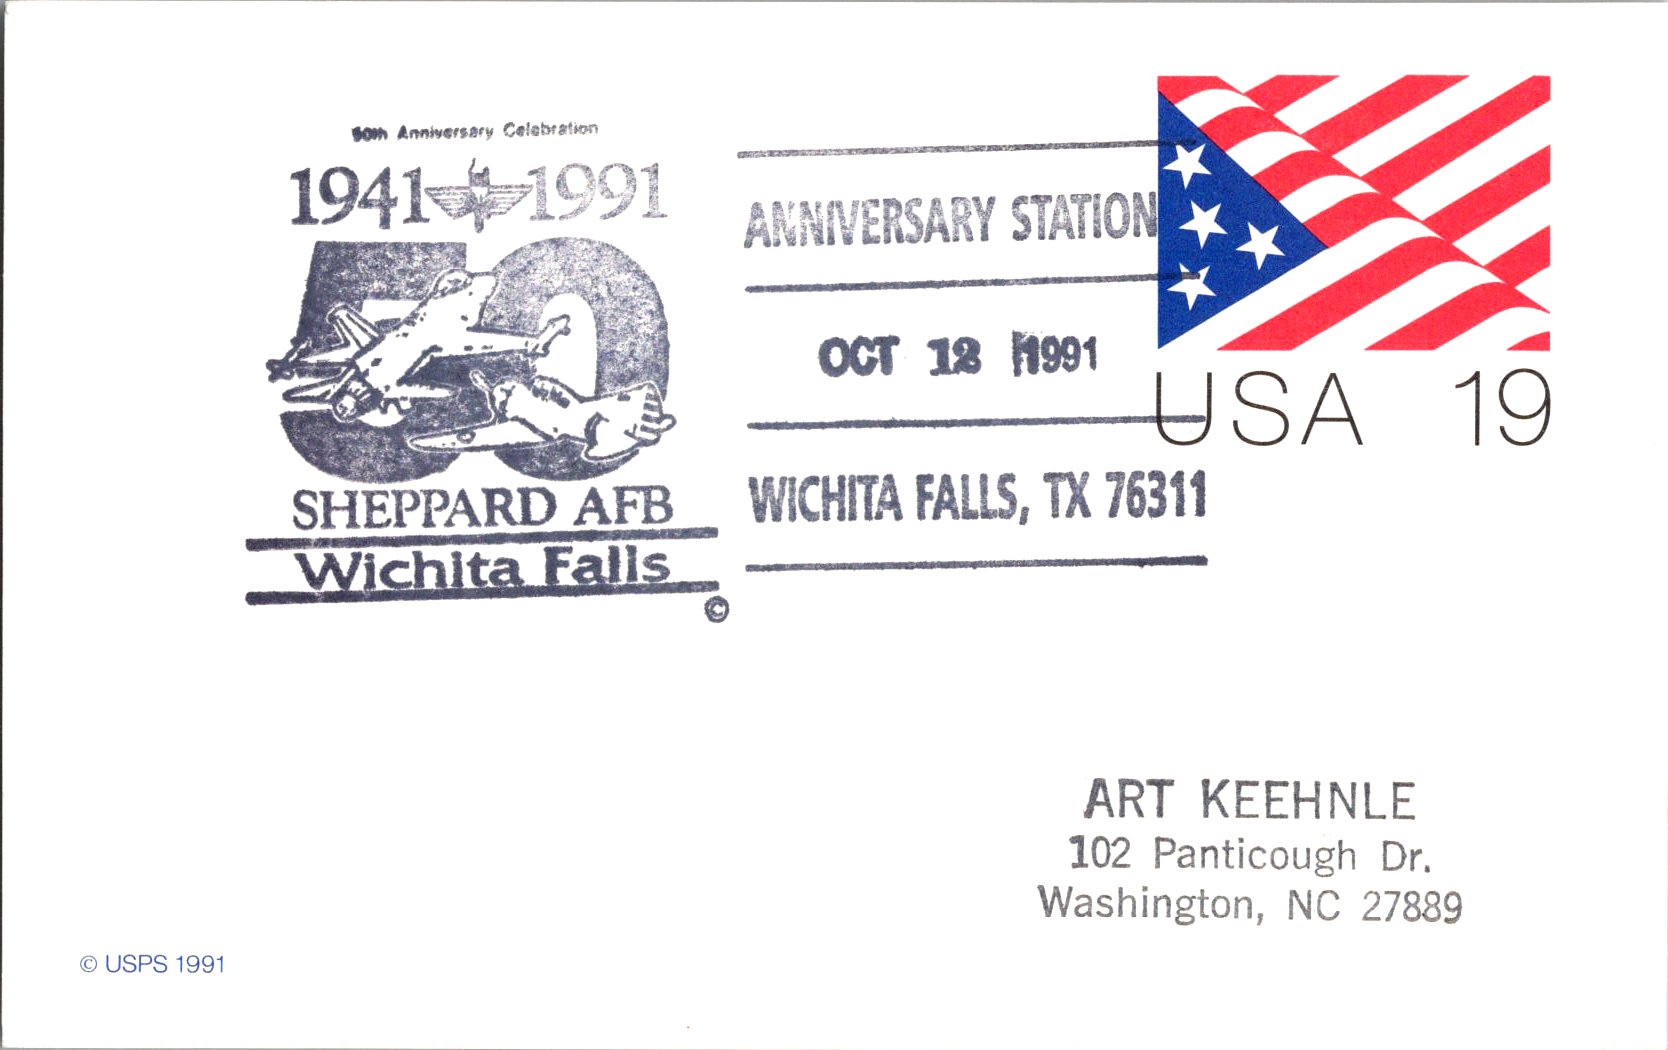 50th Anniversary Celebration
1941 1991
50
SHEPPARD AFB
Wichita Falls
©
ANNIVERSARY STATION
OCT 12 1991
WICHITA FALLS, TX 76311
USA 19
ART KEEHNLE
102 Panticough Dr.
Washington, NC 27889
© USPS 1991